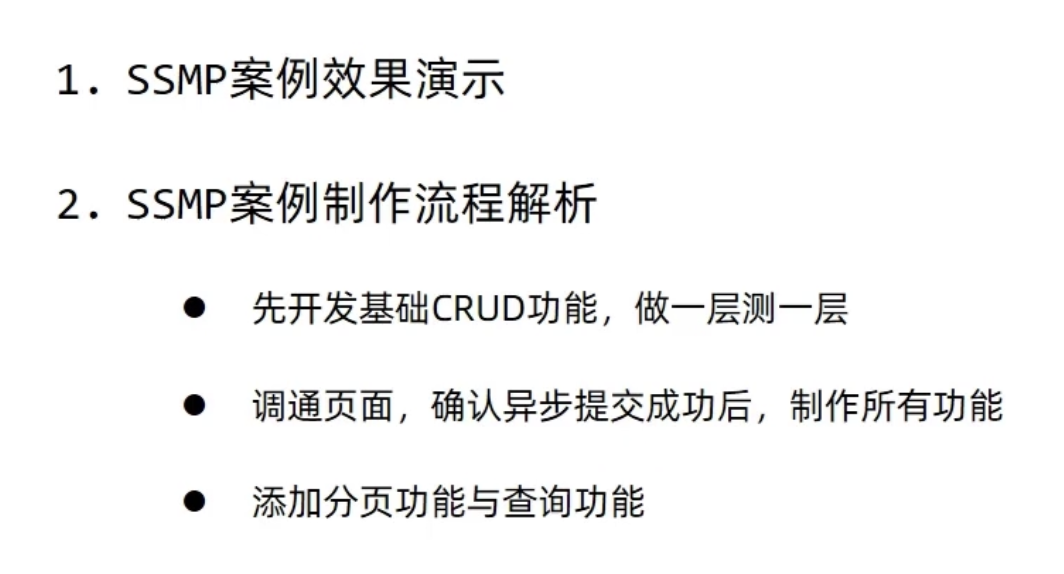 1. SSMP案例效果演示
2. SSMP案例制作流程解析
● 先开发基础CRUD功能，做一层测一层
● 调通页面，确认异步提交成功后，制作所有功能
● 添加分页功能与查询功能